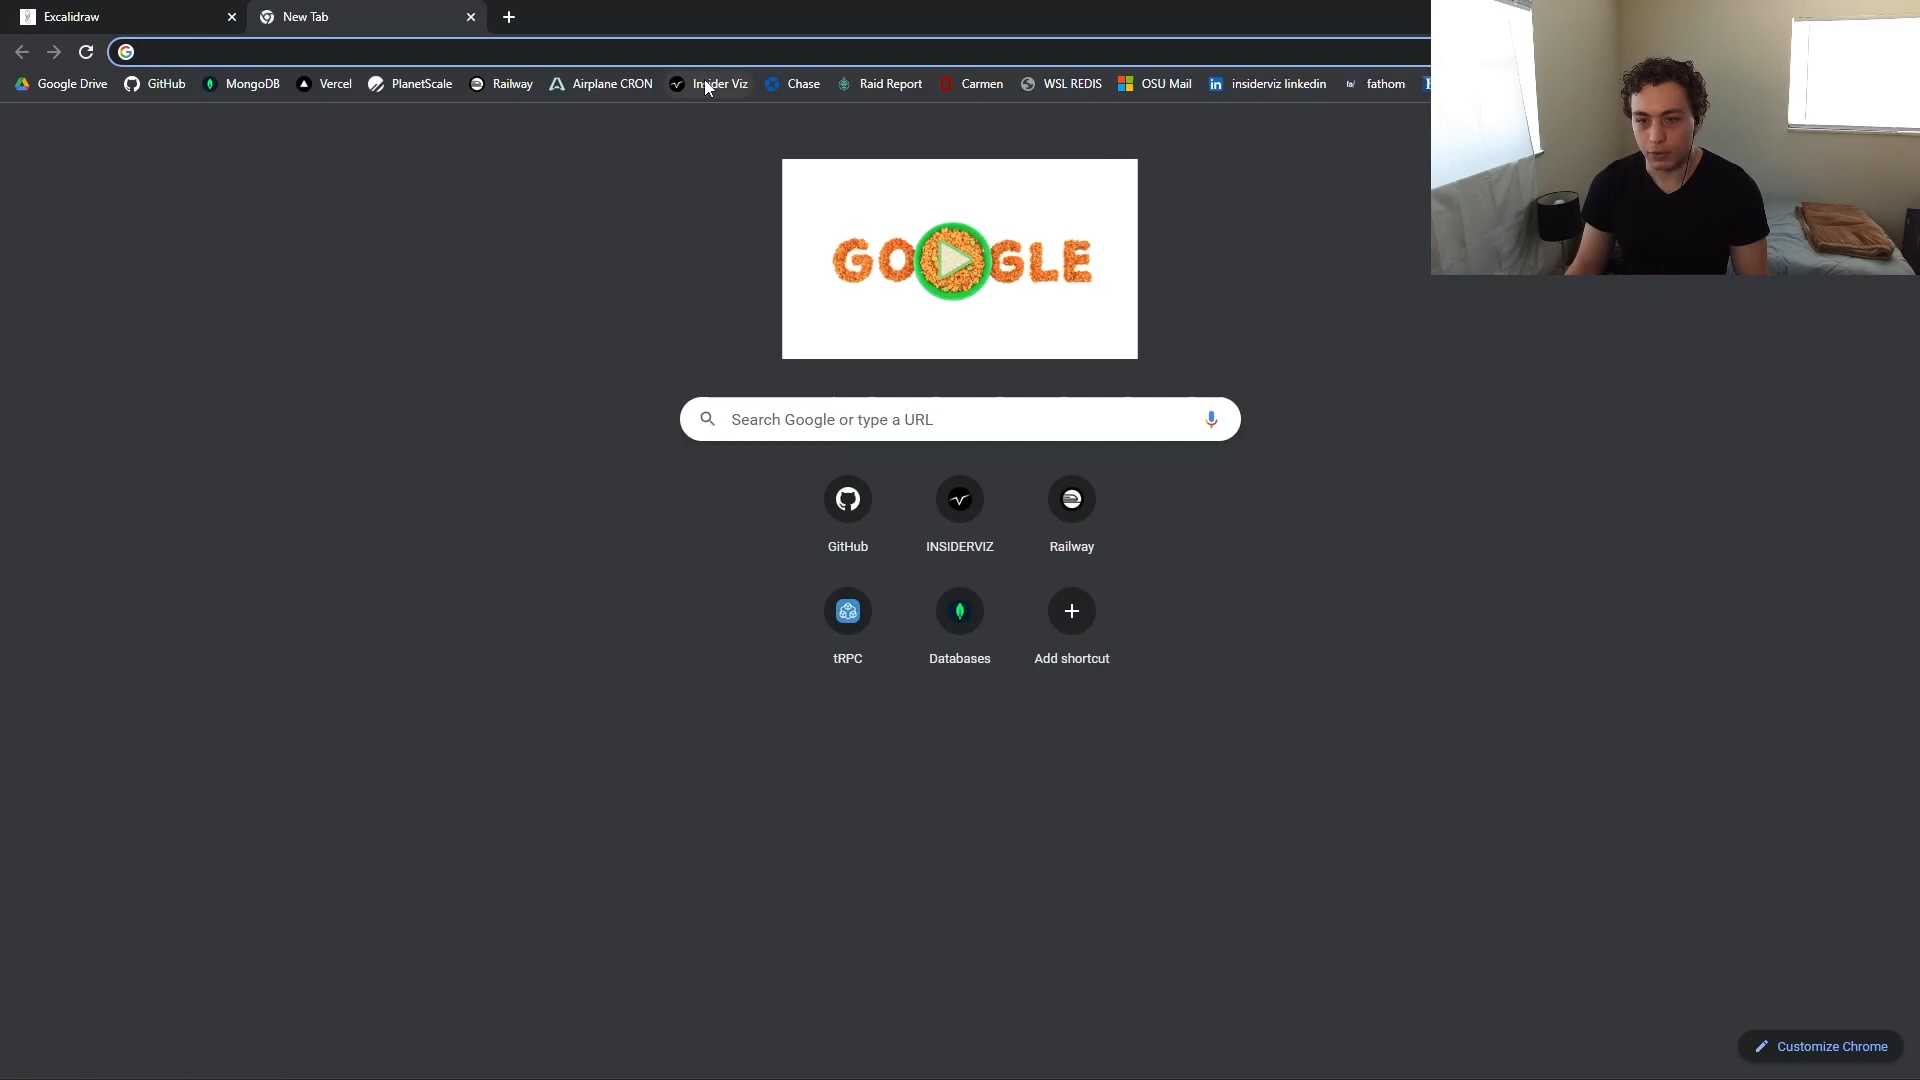 Excalidraw
New Tab
Google Drive GitHub MongoDB Vercel PlanetScale Railway Airplane CRON Insider Viz Chase Raid Report Carmen WSL REDIS OSU Mail insiderviz linkedin fathom
GOOGLE
Search Google or type a URL
GitHub INSIDERVIZ Railway
tRPC Databases Add shortcut
Customize Chrome